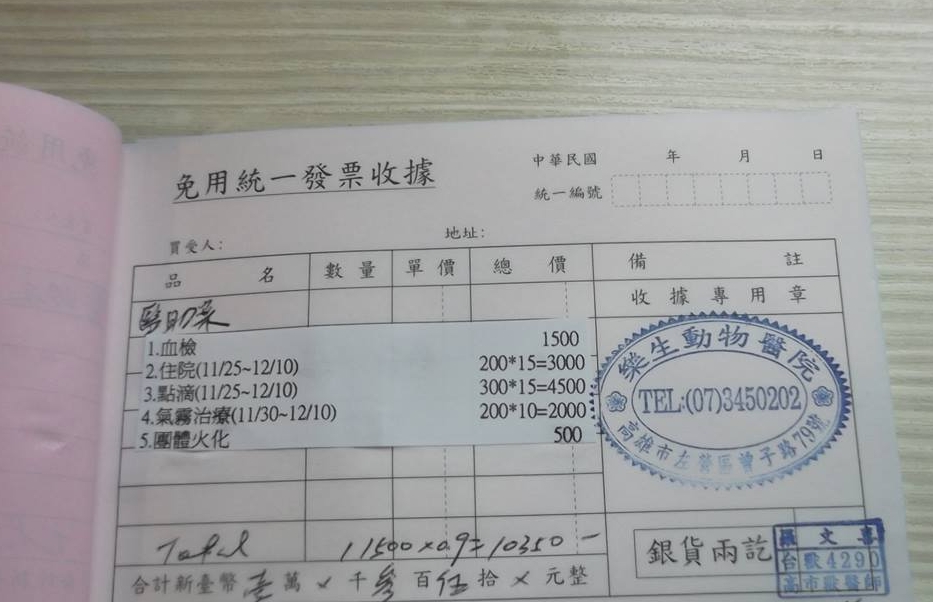 免用統一發票收據
中華民國 年 月 日
統一編號
買受人：
地址：
品名 數量 單價 總價 備註
收據專用章
1.血檢 1500
2.住院(11/25~12/10) 200*15=3000
3.點滴(11/25~12/10) 300*15=4500
4.氣霧治療(11/30~12/10) 200*10=2000
5.團體火化 500
樂生動物醫院
TEL:(07)3450202
高雄市左營區曾子路79號
Total 11500×0.9=10350-
銀貨兩訖
文
台獸4290
高市獸醫師
合計新臺幣壹萬×千參百伍拾×元整